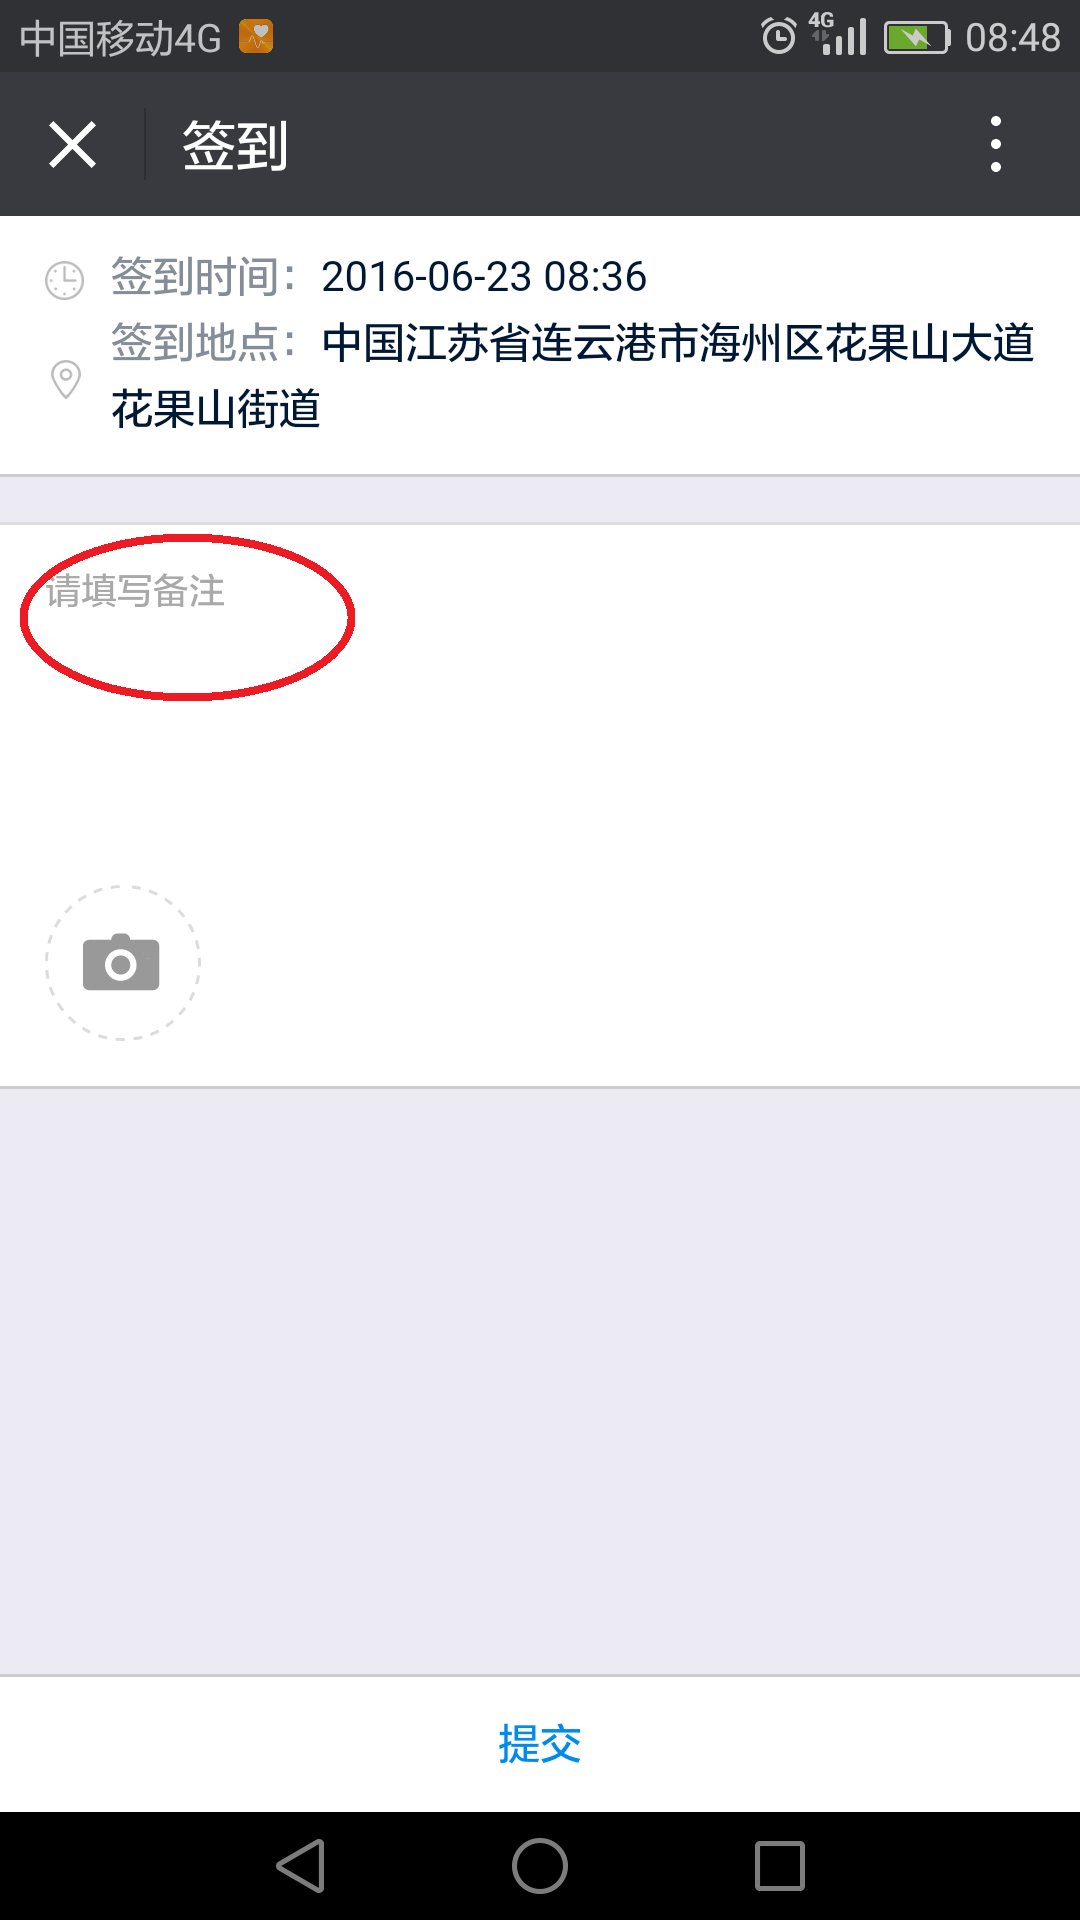 中国移动4G 4G 08:48
签到
签到时间：2016-06-23 08:36
签到地点：中国江苏省连云港市海州区花果山大道
花果山街道
请填写备注
提交